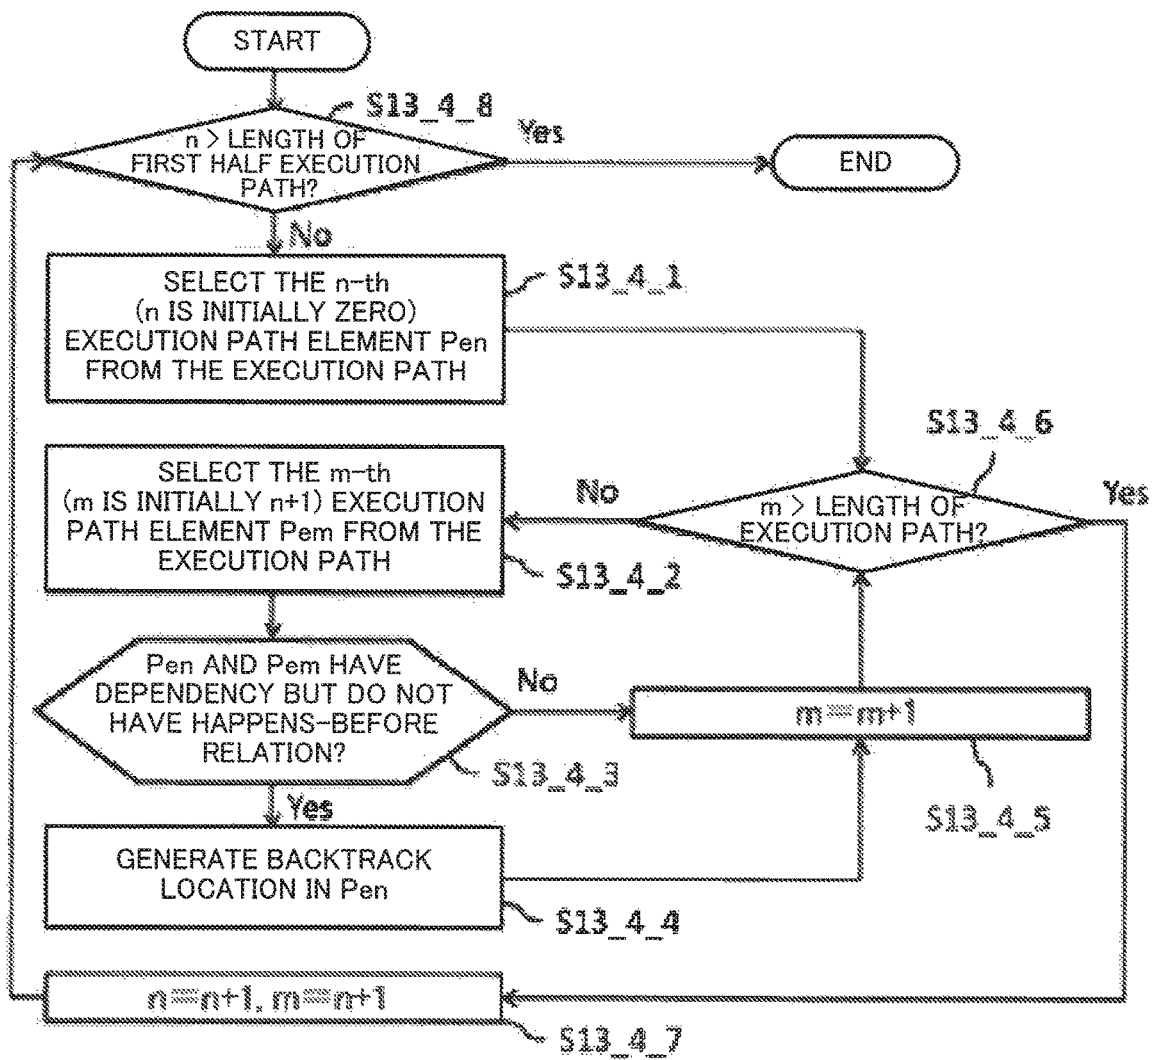 START
S13_4_8
n > LENGTH OF
FIRST HALF EXECUTION
PATH?
Yes
END
No
SELECT THE n-th
(n IS INITIALLY ZERO)
EXECUTION PATH ELEMENT Pen
FROM THE EXECUTION PATH
S13_4_1
S13_4_6
m > LENGTH OF
EXECUTION PATH?
No
Yes
SELECT THE m-th
(m IS INITIALLY n+1) EXECUTION
PATH ELEMENT Pem FROM THE
EXECUTION PATH
S13_4_2
Pen AND Pem HAVE
DEPENDENCY BUT DO NOT
HAVE HAPPENS-BEFORE
RELATION?
No
S13_4_3
m=m+1
S13_4_5
Yes
GENERATE BACKTRACK
LOCATION IN Pen
S13_4_4
n=n+1, m=n+1
S13_4_7